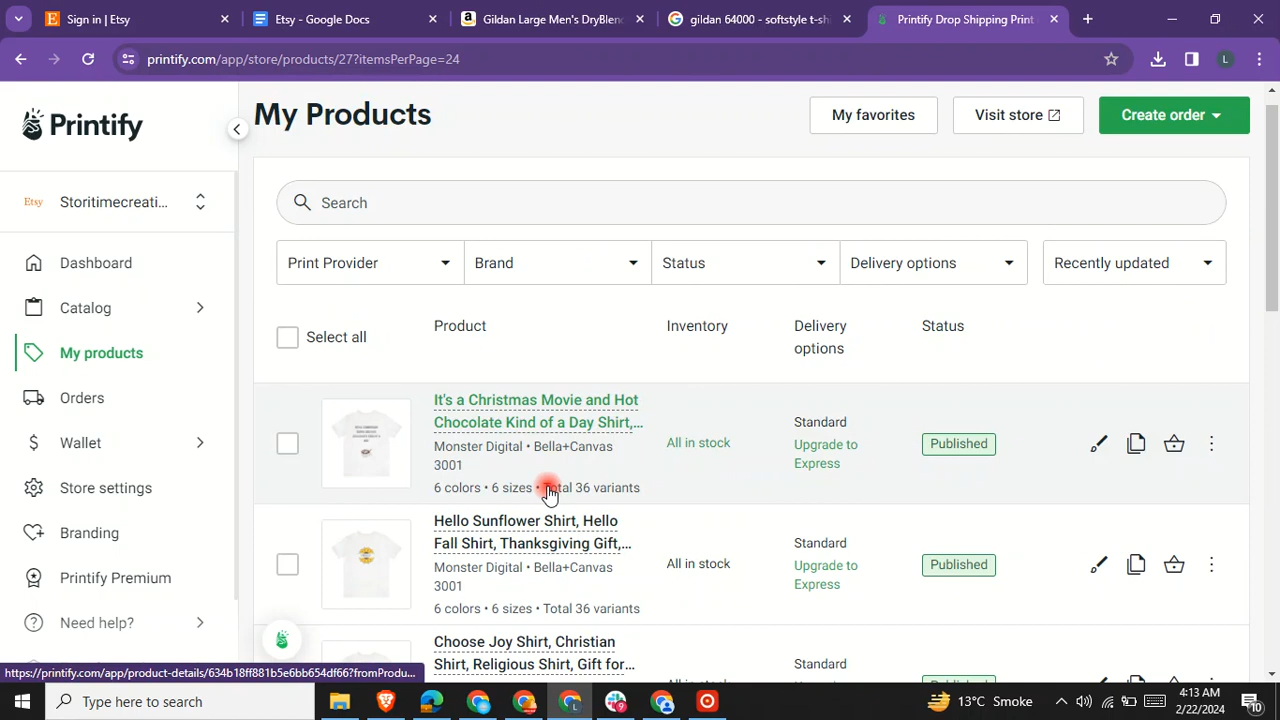 Sign in | Etsy
Etsy - Google Docs
Gildan Large Men's DryBlend
gildan 64000 - softstyle t-sh
Printify Drop Shipping Print
printify.com/app/store/products/27?itemsPerPage=24
L
Printify
My Products
My favorites
Visit store
Create order
Etsy
Storitimecreati...
Search
Print Provider
Brand
Status
Delivery options
Recently updated
Dashboard
Catalog
My products
Orders
$ Wallet
Store settings
Branding
Printify Premium
Need help?
Select all
Product
Inventory
Delivery
options
Status
It's a Christmas Movie and Hot
Chocolate Kind of a Day Shirt,...
Monster Digital • Bella+Canvas
3001
6 colors • 6 sizes • Total 36 variants
All in stock
Standard
Upgrade to
Express
Published
Hello Sunflower Shirt, Hello
Fall Shirt, Thanksgiving Gift,...
Monster Digital • Bella+Canvas
3001
6 colors • 6 sizes • Total 36 variants
All in stock
Standard
Upgrade to
Express
Published
Choose Joy Shirt, Christian
Shirt, Religious Shirt, Gift for...
Standard
https://printify.com/app/product-details/634b18ff881b5e6bb654df66?fromProdu...
Type here to search
L
9
13°C Smoke
4:13 AM
2/22/2024
10